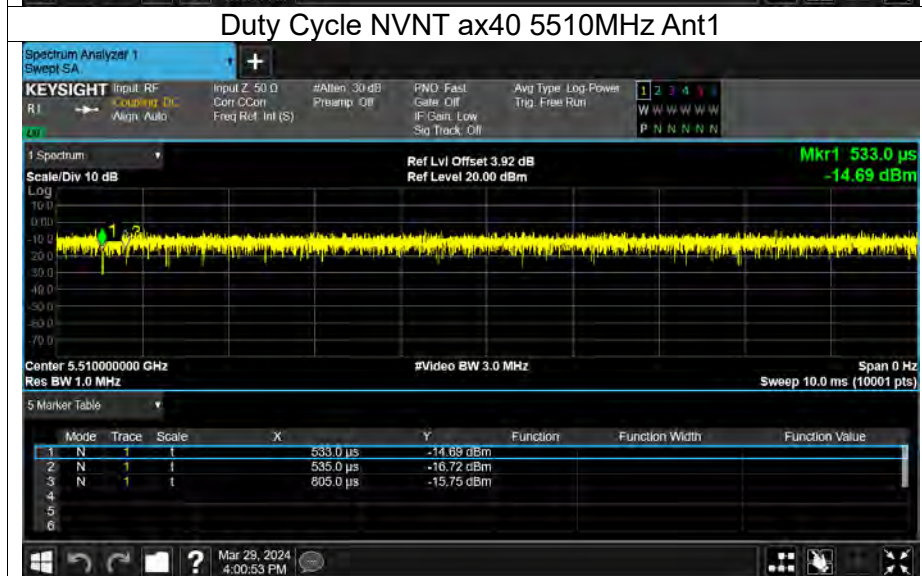 Duty Cycle NVNT ax40 5510MHz Ant1
Spectrum Analyzer 1
Swept SA
+
KEYSIGHT Input: RF Input Z: 50 Ω #Atten: 30 dB PNO: Fast Avg Type: Log-Power 1 2 3 4 5 6
R L Coupling: DC Corr CCorr Preamp: Off Gate: Off Trig: Free Run W W W W W W
Align: Auto Freq Ref: Int (S) IF Gain: Low
Sig Track: Off P N N N N N
1 Spectrum Ref Lvl Offset 3.92 dB Mkr1 533.0 µs
Scale/Div 10 dB Ref Level 20.00 dBm -14.69 dBm
Log
10.0
0.00
-10.0
-20.0
-30.0
-40.0
-50.0
-60.0
-70.0
1
Center 5.510000000 GHz #Video BW 3.0 MHz Span 0 Hz
Res BW 1.0 MHz Sweep 10.0 ms (10001 pts)
5 Marker Table
Mode Trace Scale X Y Function Function Width Function Value
1 N 1 t 533.0 µs -14.69 dBm
2 N 1 t 535.0 µs -16.72 dBm
3 N 1 t 805.0 µs -15.75 dBm
4
5
6
? Mar 29, 2024
4:00:53 PM